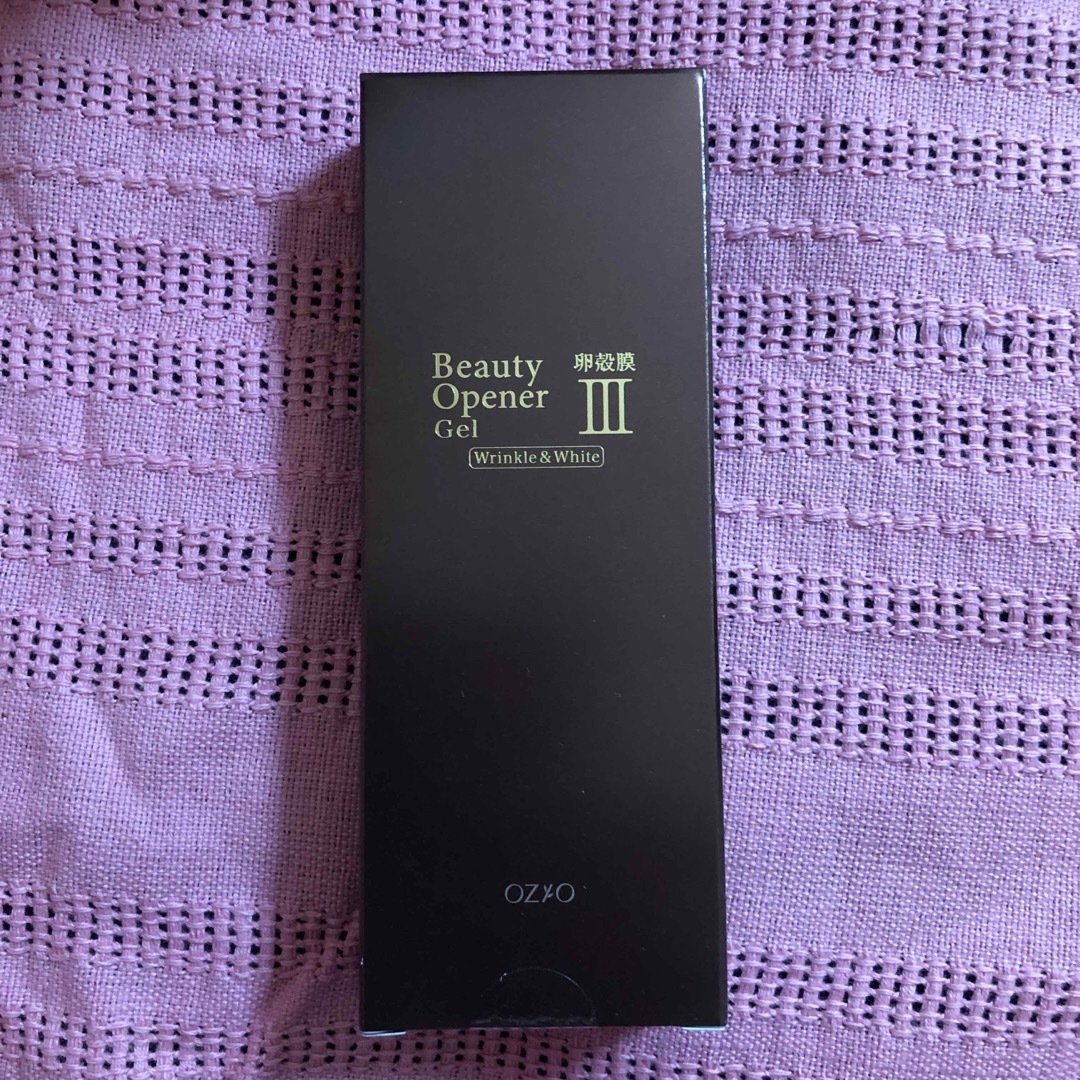 Beauty
Opener
Gel
卵殻膜
III
Wrinkle & White
OZIO